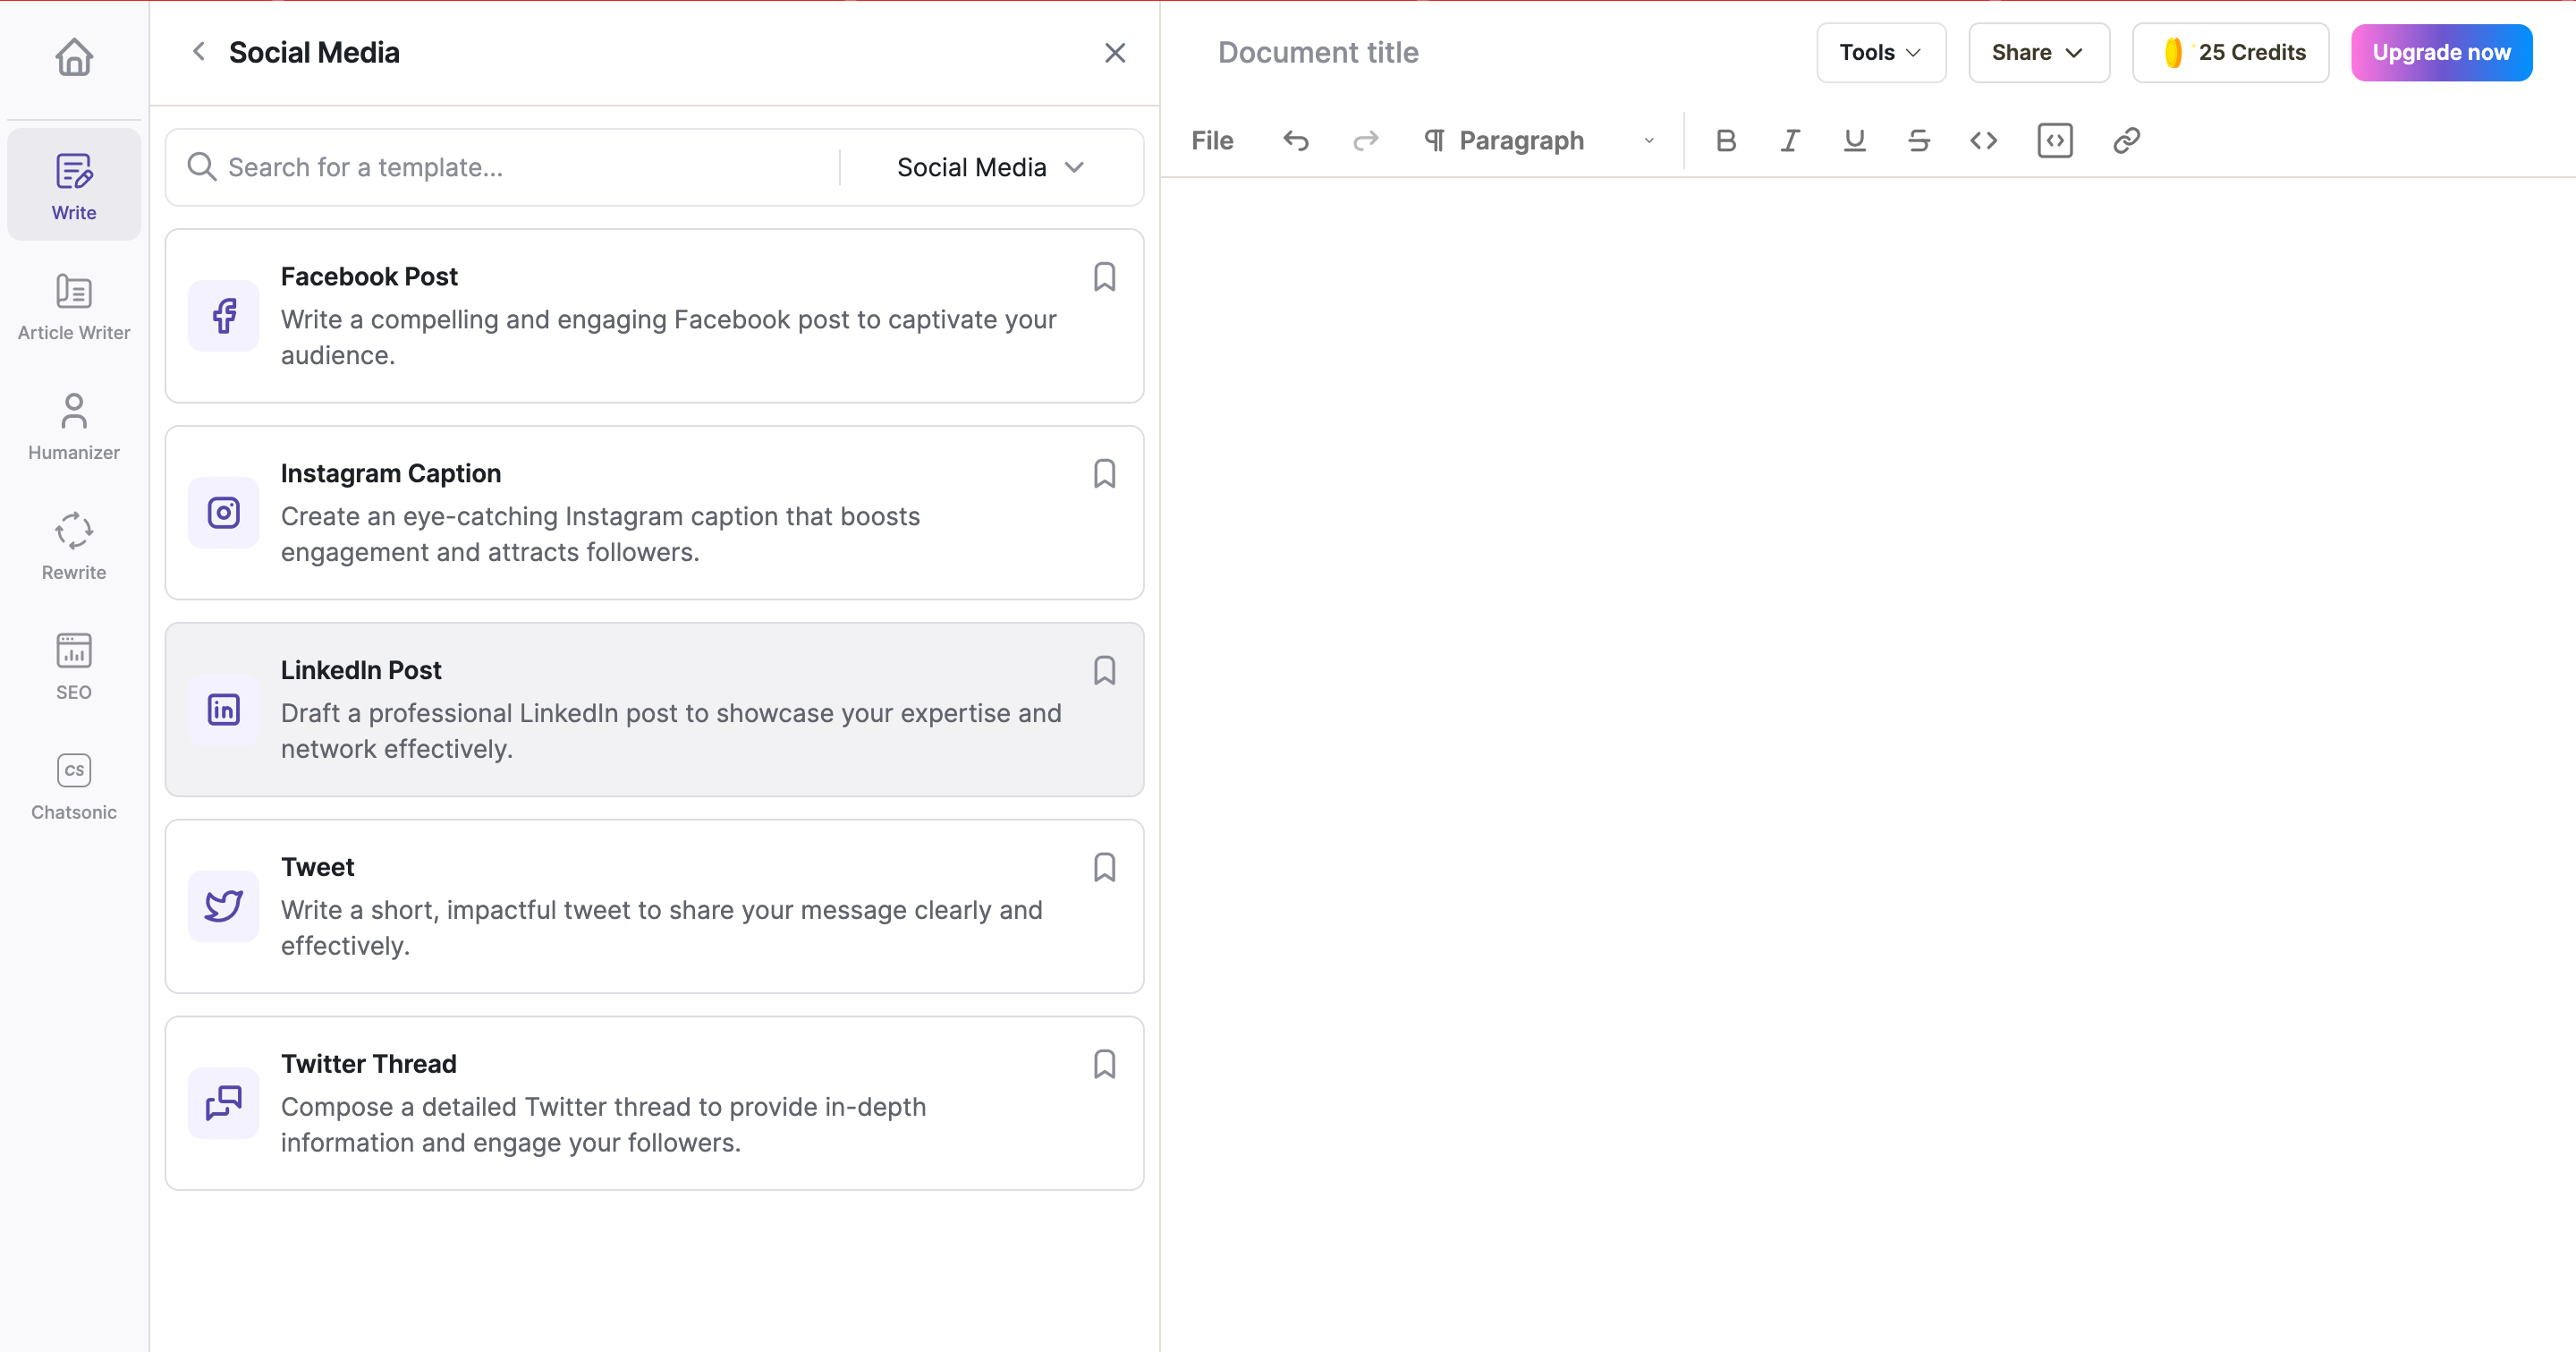 Write
Article Writer
Humanizer
Rewrite
SEO
CS
Chatsonic
Social Media
Search for a template...
Social Media
Facebook Post
Write a compelling and engaging Facebook post to captivate your
audience.
Instagram Caption
Create an eye-catching Instagram caption that boosts
engagement and attracts followers.
in
LinkedIn Post
Draft a professional LinkedIn post to showcase your expertise and
network effectively.
Tweet
Write a short, impactful tweet to share your message clearly and
effectively.
Twitter Thread
Compose a detailed Twitter thread to provide in-depth
information and engage your followers.
Document title
Tools
Share
25 Credits
Upgrade now
File
¶ Paragraph
B I U S